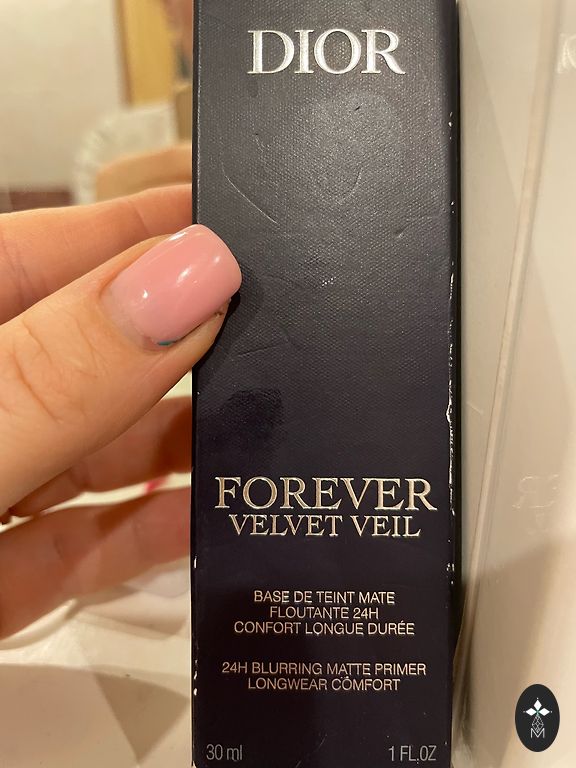 DIOR
FOREVER
VELVET VEIL
BASE DE TEINT MATE
FLOUTANTE 24H
CONFORT LONGUE DURÉE
24H BLURRING MATTE PRIMER
LONGWEAR COMFORT
30 ml 1 FL.OZ